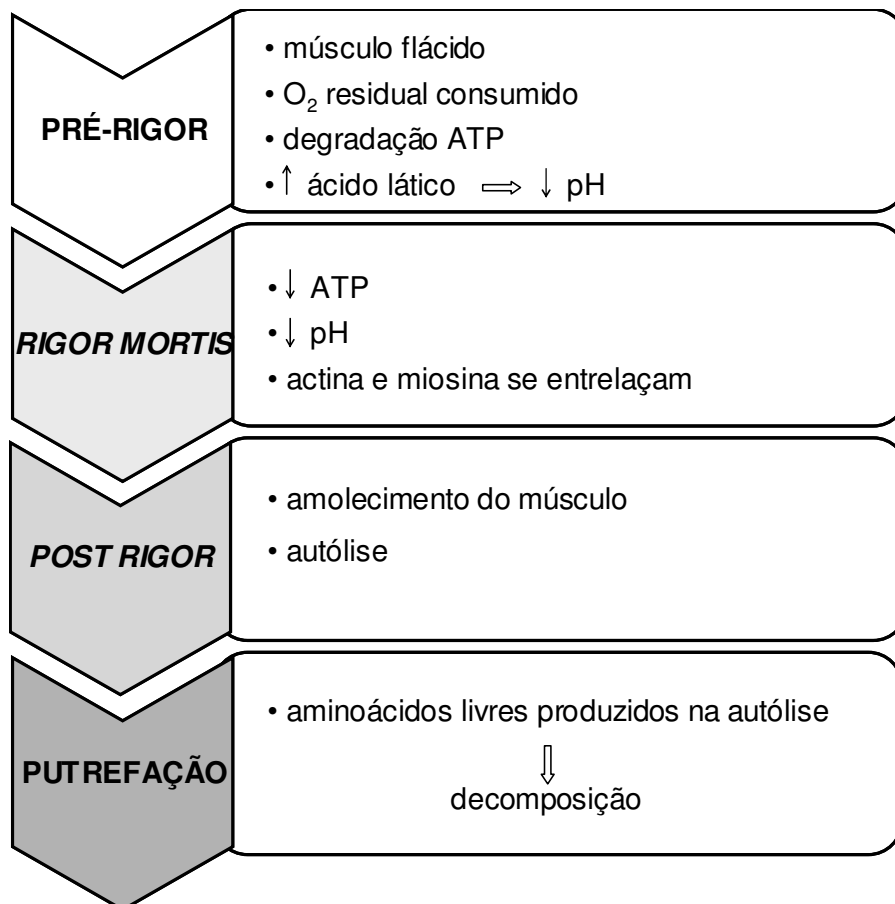 PRÉ-RIGOR
• músculo flácido
• O₂ residual consumido
• degradação ATP
• ↑ ácido lático ⇒ ↓ pH
RIGOR MORTIS
• ↓ ATP
• ↓ pH
• actina e miosina se entrelaçam
POST RIGOR
• amolecimento do músculo
• autólise
PUTREFAÇÃO
• aminoácidos livres produzidos na autólise
⇓
decomposição